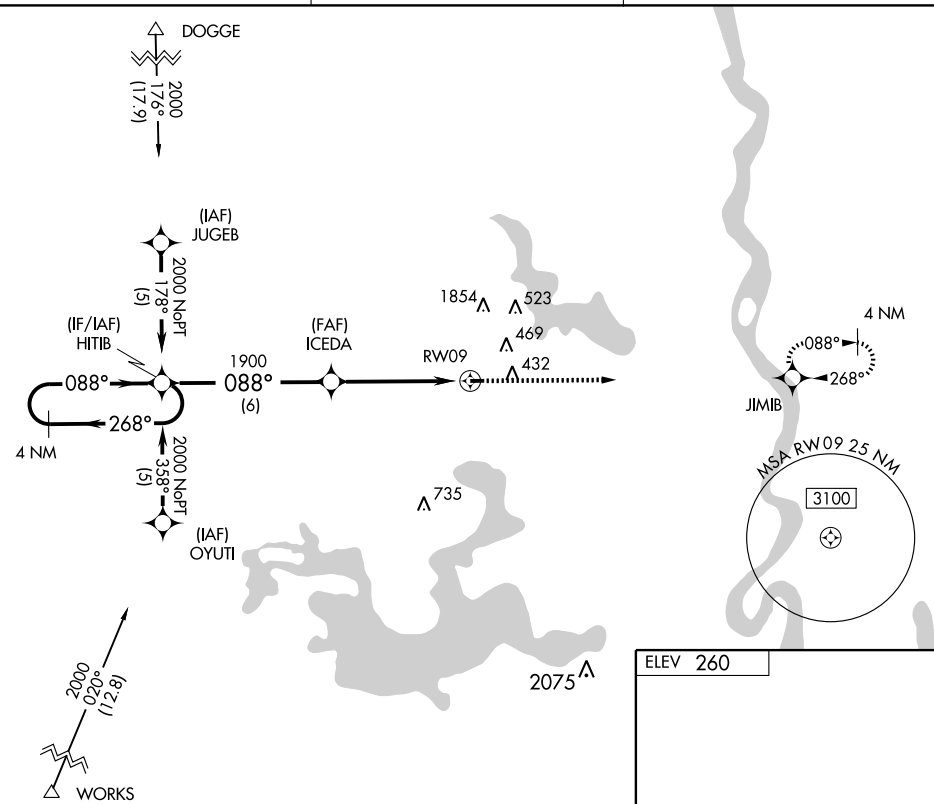 DOGGE
2000
176°
(17.9)
(IAF)
JUGEB
2000 NoPT
178°
(5)
(IF/IAF)
HITIB
(FAF)
ICEDA
1854
523
469
432
RW09
4 NM
088°
268°
JIMIB
088°
1900
088°
(6)
268°
4 NM
2000 NoPT
358°
(5)
(IAF)
OYUTI
735
MSA RW09 25 NM
3100
2075
ELEV 260
2000
020°
(12.8)
WORKS